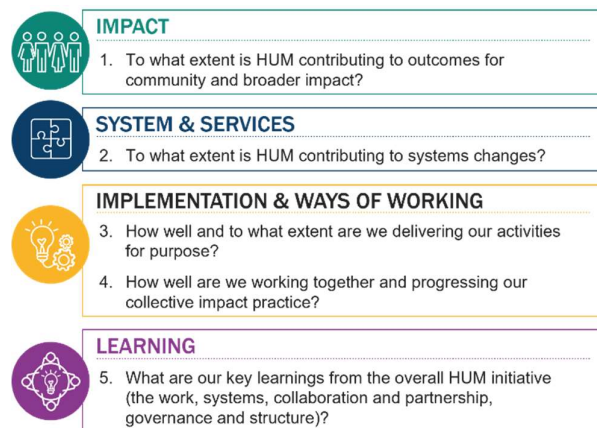 IMPACT
1. To what extent is HUM contributing to outcomes for
community and broader impact?
SYSTEM & SERVICES
2. To what extent is HUM contributing to systems changes?
IMPLEMENTATION & WAYS OF WORKING
3. How well and to what extent are we delivering our activities
for purpose?
4. How well are we working together and progressing our
collective impact practice?
LEARNING
5. What are our key learnings from the overall HUM initiative
(the work, systems, collaboration and partnership,
governance and structure)?